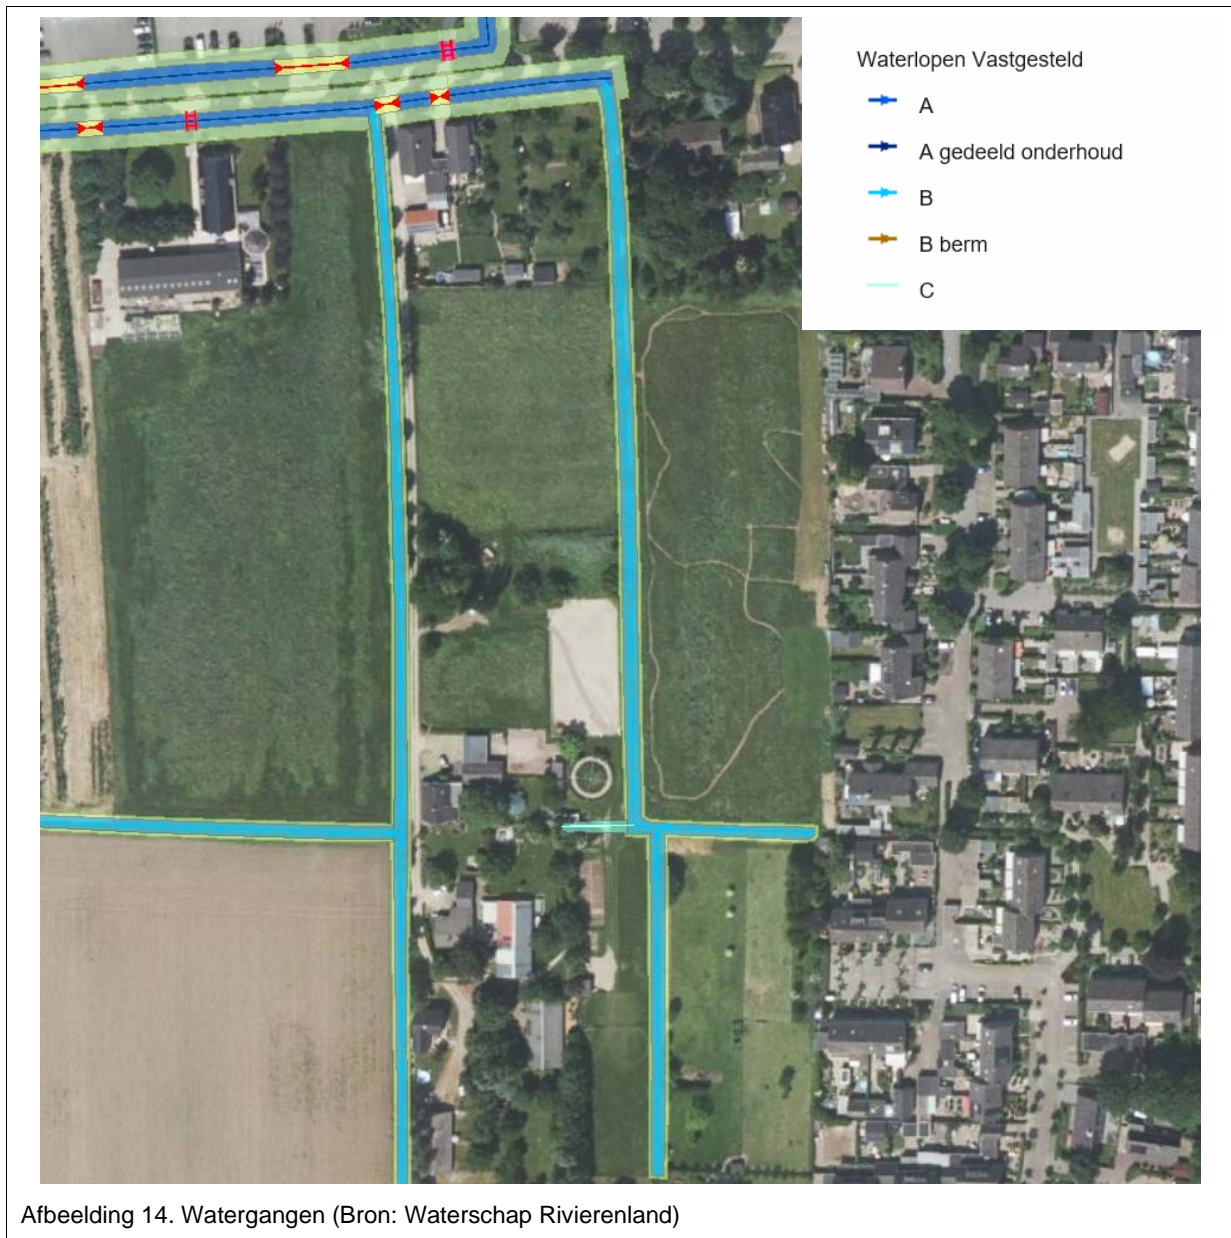 Waterlopen Vastgesteld
A
A gedeeld onderhoud
B
B berm
C
Afbeelding 14. Watergangen (Bron: Waterschap Rivierenland)